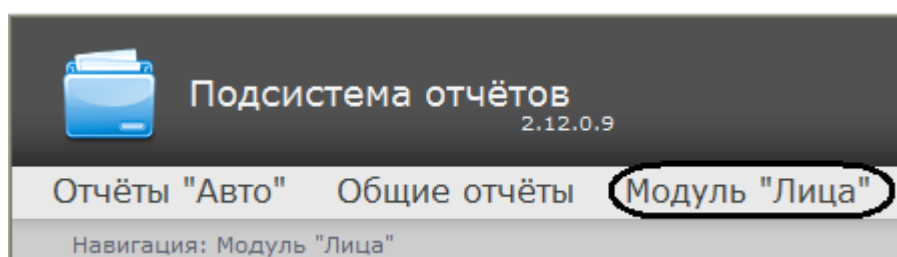 Подсистема отчётов
2.12.0.9
Отчёты "Авто" Общие отчёты Модуль "Лица"
Навигация: Модуль "Лица"